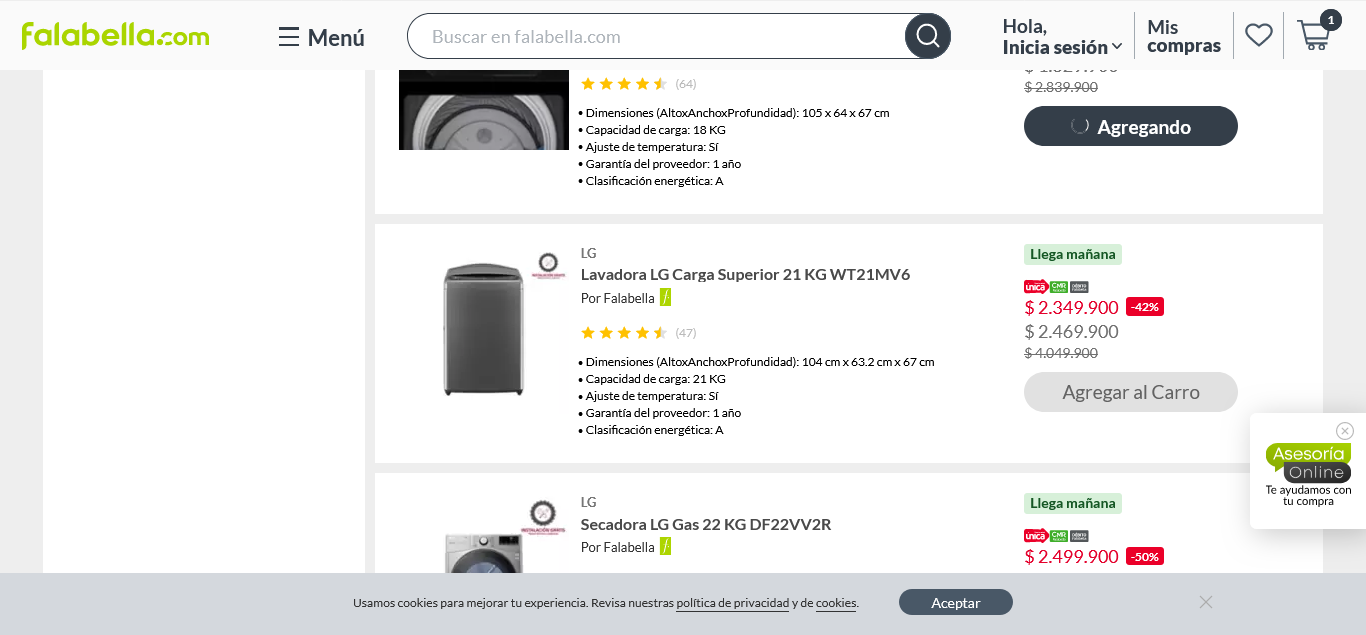 falabella.com
Menú
Buscar en falabella.com
Hola,
Inicia sesión
Mis
compras
1
(64)
$ 2.839.900
• Dimensiones (AltoxAnchoxProfundidad): 105 x 64 x 67 cm
• Capacidad de carga: 18 KG
• Ajuste de temperatura: Sí
• Garantía del proveedor: 1 año
• Clasificación energética: A
Agregando
LG
Lavadora LG Carga Superior 21 KG WT21MV6
Por Falabella
(47)
• Dimensiones (AltoxAnchoxProfundidad): 104 cm x 63.2 cm x 67 cm
• Capacidad de carga: 21 KG
• Ajuste de temperatura: Sí
• Garantía del proveedor: 1 año
• Clasificación energética: A
Llega mañana
única CMR
$ 2.349.900 -42%
$ 2.469.900
$ 4.049.900
Agregar al Carro
Asesoría
Online
Te ayudamos con
tu compra
LG
Secadora LG Gas 22 KG DF22VV2R
Por Falabella
Llega mañana
única CMR
$ 2.499.900 -50%
Usamos cookies para mejorar tu experiencia. Revisa nuestras política de privacidad y de cookies.
Aceptar